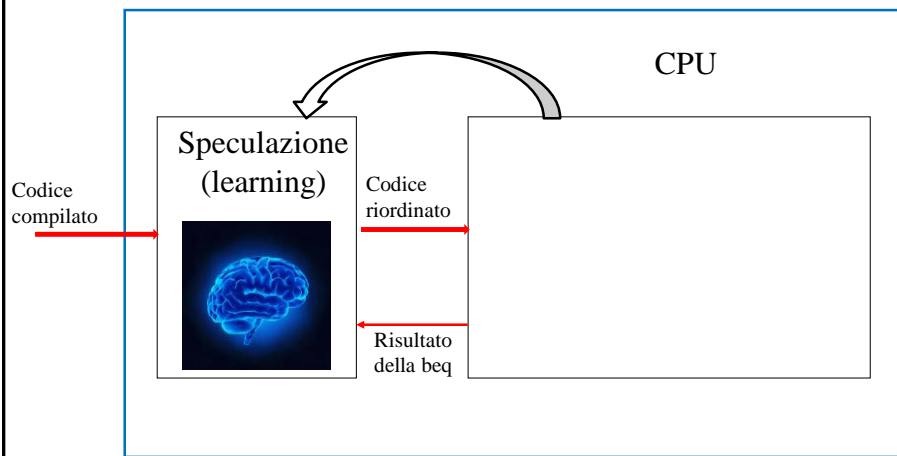 CPU
Speculazione
(learning)
Codice
compilato
Codice
riordinato
Risultato
della beq